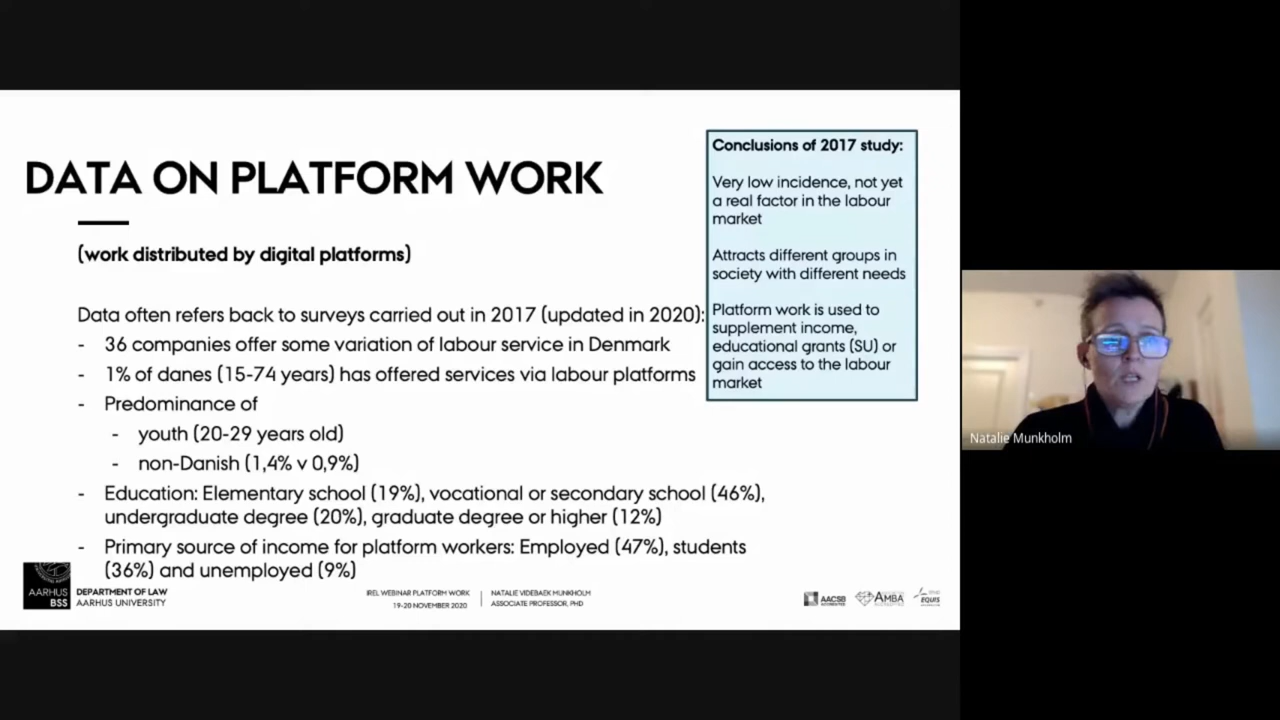 DATA ON PLATFORM WORK
(work distributed by digital platforms)
Data often refers back to surveys carried out in 2017 (updated in 2020):
- 36 companies offer some variation of labour service in Denmark
- 1% of danes (15-74 years) has offered services via labour platforms
- Predominance of
- youth (20-29 years old)
- non-Danish (1,4% v 0,9%)
- Education: Elementary school (19%), vocational or secondary school (46%),
undergraduate degree (20%), graduate degree or higher (12%)
- Primary source of income for platform workers: Employed (47%), students
(36%) and unemployed (9%)
Conclusions of 2017 study:
Very low incidence, not yet
a real factor in the labour
market
Attracts different groups in
society with different needs
Platform work is used to
supplement income,
educational grants (SU) or
gain access to the labour
market
AARHUS
BSS
DEPARTMENT OF LAW
AARHUS UNIVERSITY
IREL WEBINAR PLATFORM WORK
19-20 NOVEMBER 2020
NATALIE VIDEBAEK MUNKHOLM
ASSOCIATE PROFESSOR, PHD
AACSB
AMBA
EQUIS
Natalie Munkholm